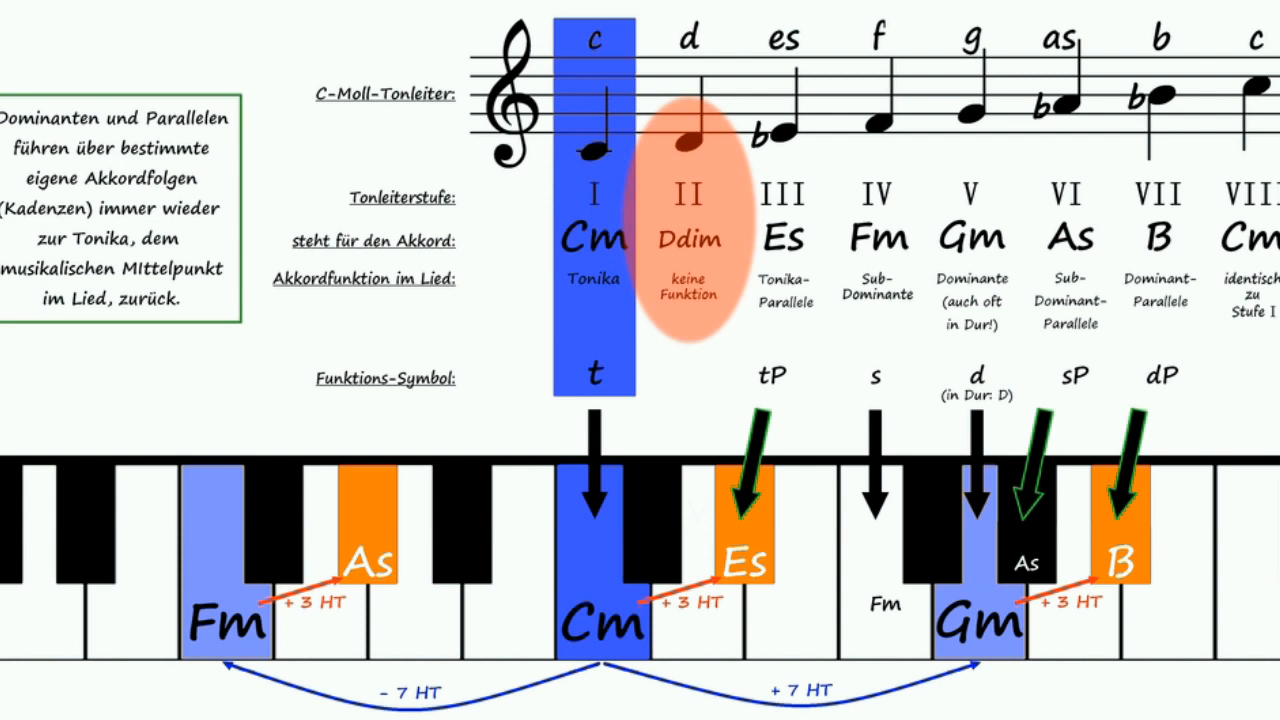 c d es f g as b c
C-Moll-Tonleiter:
Dominanten und Parallelen
führen über bestimmte
eigene Akkordfolgen
(Kadenzen) immer wieder
zur Tonika, dem
musikalischen MIttelpunkt
im Lied, zurück.
Tonleiterstufe: I II III IV V VI VII VIII
steht für den Akkord: Cm Ddim Es Fm Gm As B Cm
Akkordfunktion im Lied:
Tonika
keine
Funktion
Tonika-
Parallele
Sub-
Dominante
Dominante
(auch oft
in Dur!)
Sub-
Dominant-
Parallele
Dominant-
Parallele
identisch
zu
Stufe I
Funktions-Symbol: t tP s d sP dP
(in Dur: D)
As Es As B
+ 3 HT + 3 HT Fm + 3 HT
Fm Cm Gm
- 7 HT + 7 HT